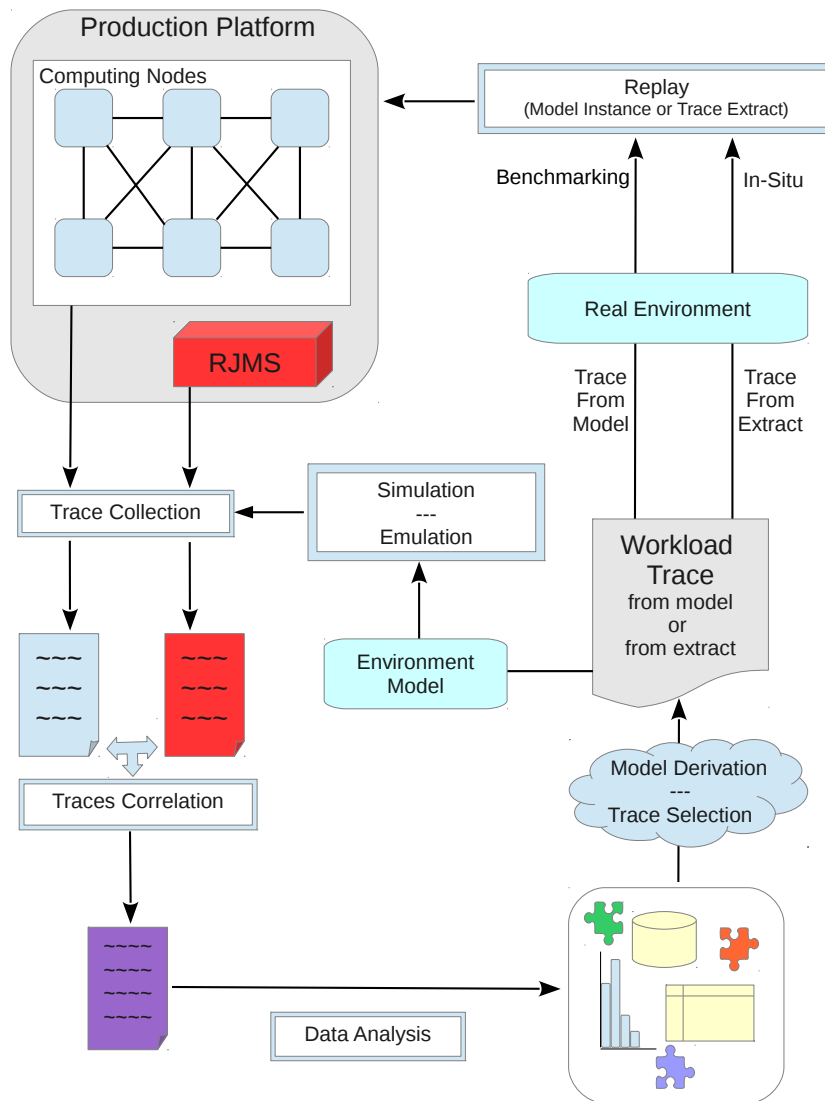 Production Platform
Computing Nodes
Replay
(Model Instance or Trace Extract)
Benchmarking
In-Situ
Real Environment
RJMS
Trace
From
Model
Trace
From
Extract
Trace Collection
Simulation
---
Emulation
Workload
Trace
from model
or
from extract
~~~
~~~
~~~
~~~
~~~
~~~
Environment
Model
Traces Correlation
Model Derivation
---
Trace Selection
~~~~
~~~~
~~~~
~~~~
Data Analysis